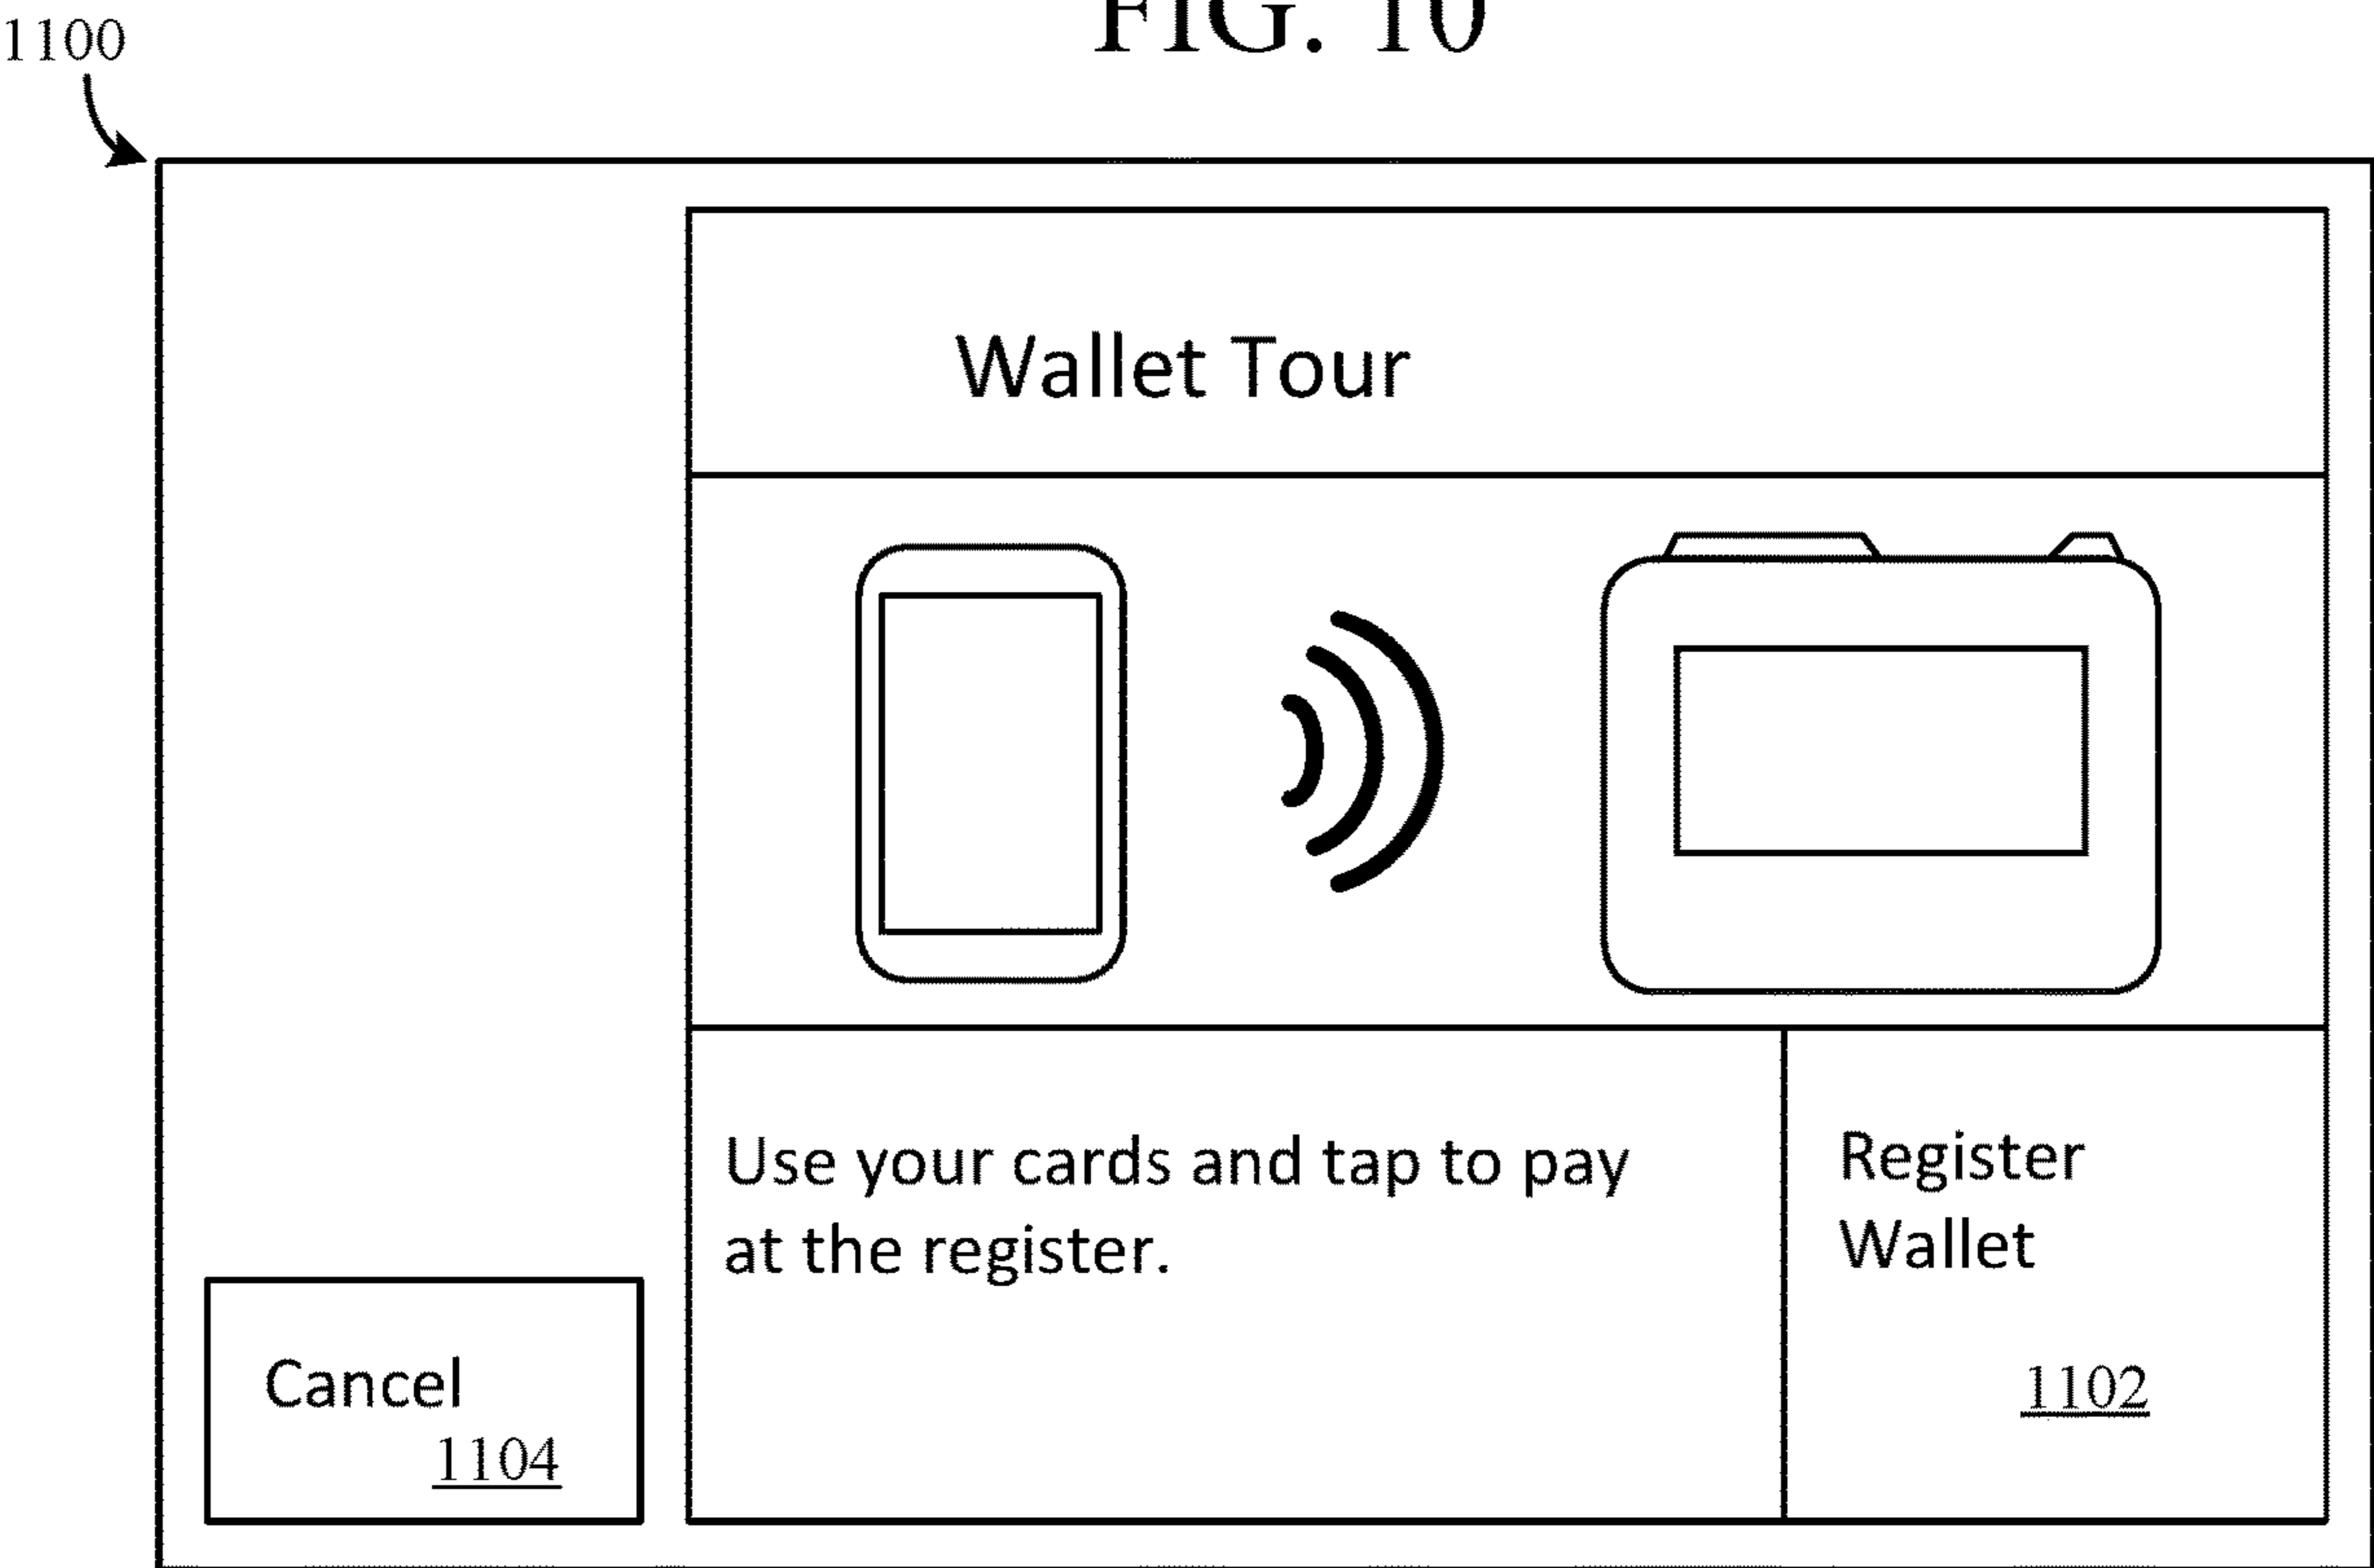 FIG. 10
1100
Wallet Tour
Use your cards and tap to pay
at the register.
Register
Wallet
1102
Cancel
1104